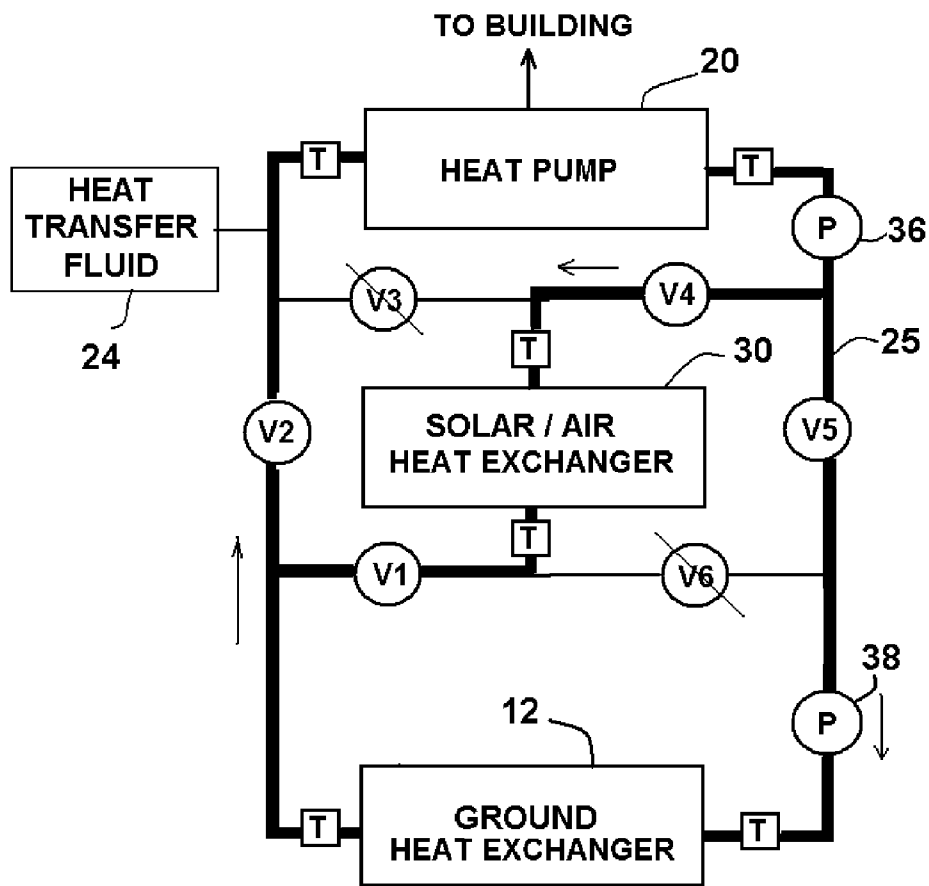 TO BUILDING
20
T
HEAT PUMP
T
HEAT
TRANSFER
FLUID
P
36
24
V3
V4
T
30
25
V2
SOLAR / AIR
HEAT EXCHANGER
V5
T
V1
V6
38
12
P
T
GROUND
HEAT EXCHANGER
T